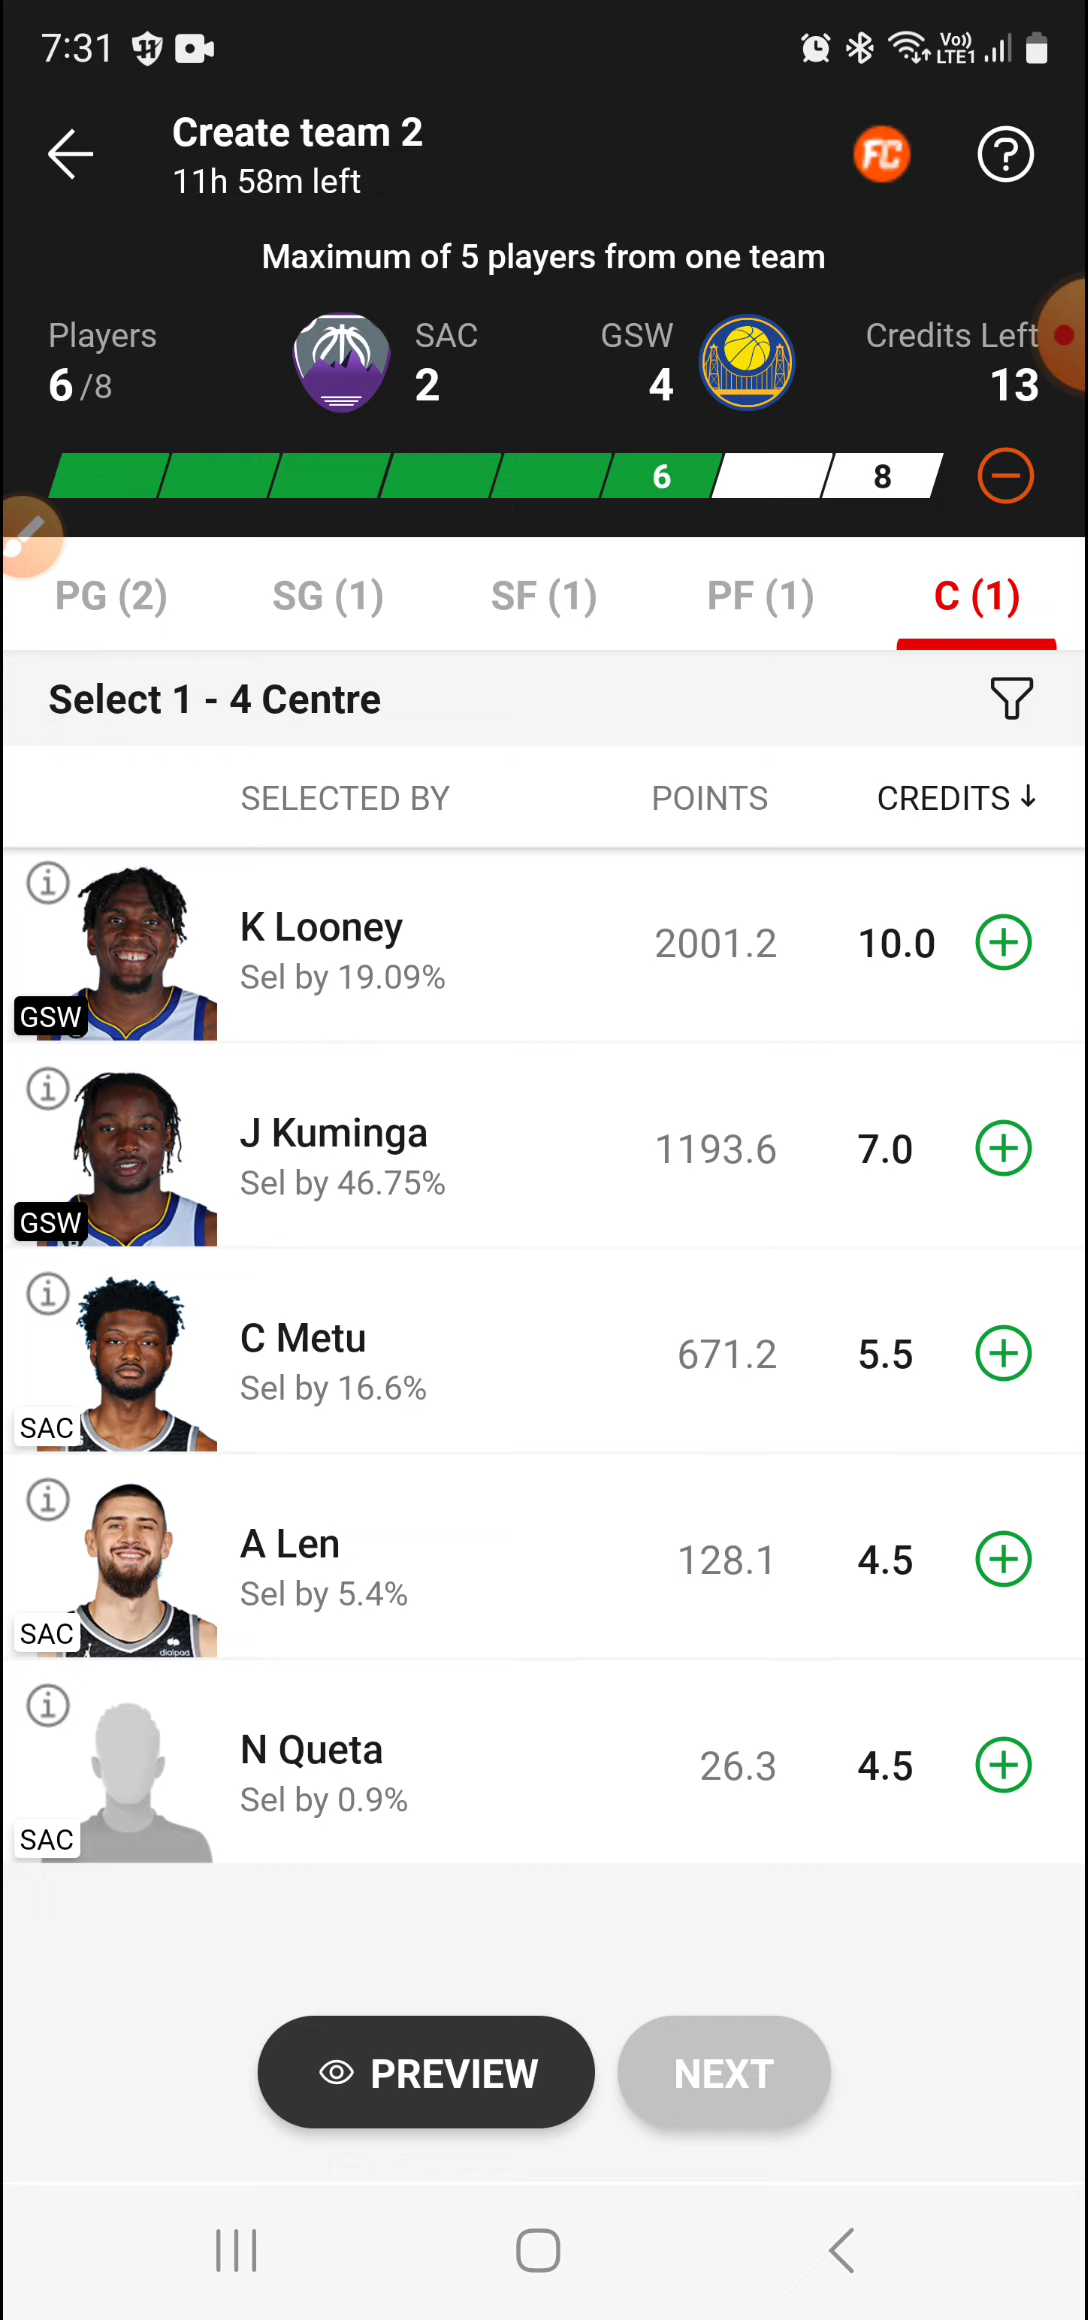 7:31
Vo))
LTE1
Create team 2
11h 58m left
FC
Maximum of 5 players from one team
Players
6/8
SAC
2
GSW
4
Credits Left
13
6
8
PG (2)
SG (1)
SF (1)
PF (1)
C (1)
Select 1 - 4 Centre
SELECTED BY
POINTS
CREDITS ↓
K Looney
Sel by 19.09%
2001.2
10.0
GSW
J Kuminga
Sel by 46.75%
1193.6
7.0
GSW
C Metu
Sel by 16.6%
671.2
5.5
SAC
A Len
Sel by 5.4%
128.1
4.5
SAC
dialpad
N Queta
Sel by 0.9%
26.3
4.5
SAC
PREVIEW
NEXT